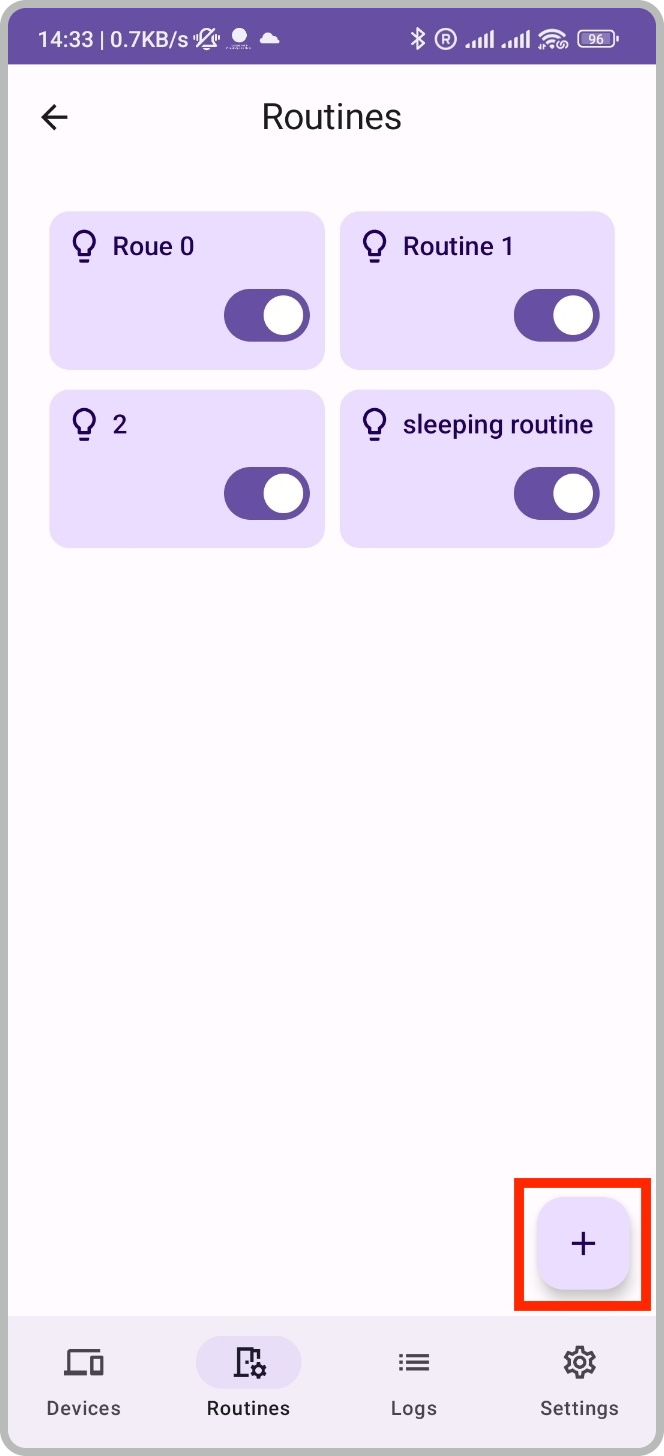 14:33 | 0.7KB/s R 96
Routines
Roue 0 Routine 1
2 sleeping routine
+
Devices Routines Logs Settings